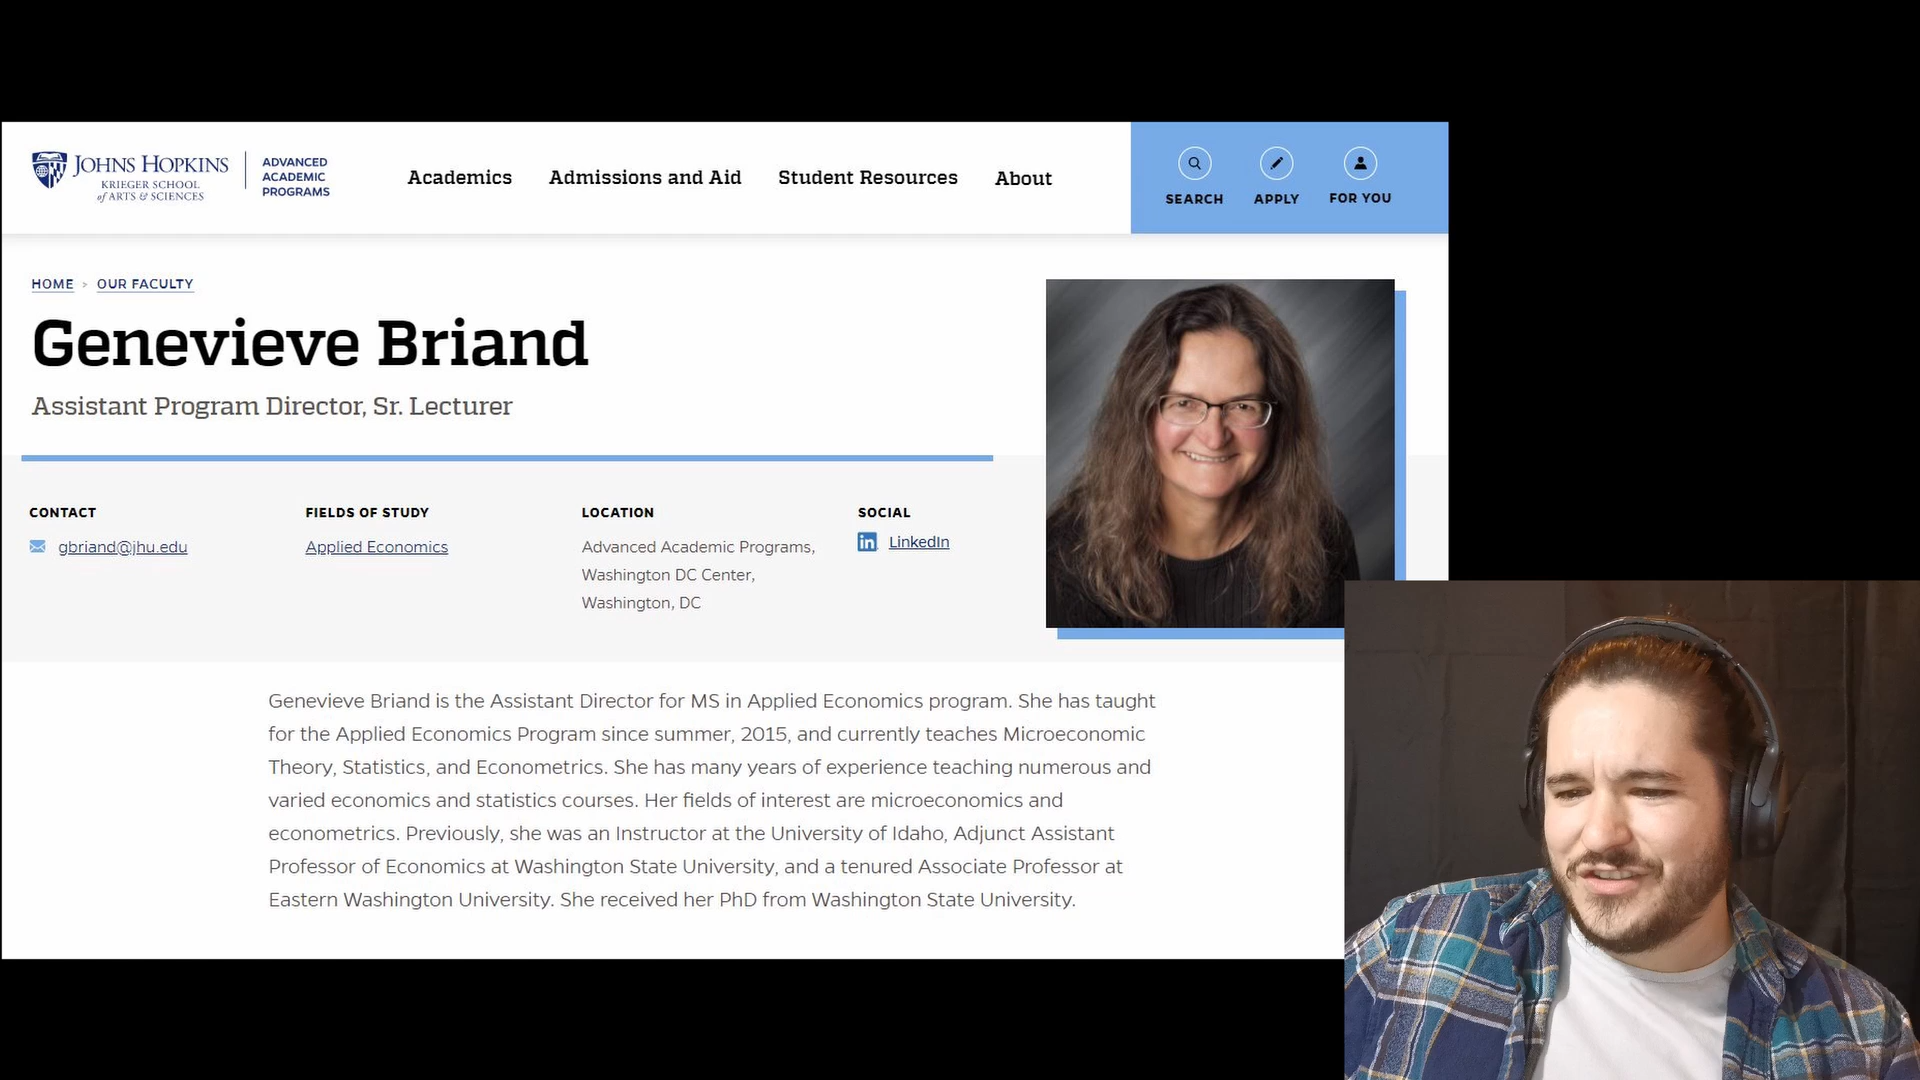 JOHNS HOPKINS
KRIEGER SCHOOL
of ARTS & SCIENCES
ADVANCED
ACADEMIC
PROGRAMS
Academics
Admissions and Aid
Student Resources
About
SEARCH
APPLY
FOR YOU
HOME > OUR FACULTY
Genevieve Briand
Assistant Program Director, Sr. Lecturer
CONTACT
gbriand@jhu.edu
FIELDS OF STUDY
Applied Economics
LOCATION
Advanced Academic Programs,
Washington DC Center,
Washington, DC
SOCIAL
in LinkedIn
Genevieve Briand is the Assistant Director for MS in Applied Economics program. She has taught
for the Applied Economics Program since summer, 2015, and currently teaches Microeconomic
Theory, Statistics, and Econometrics. She has many years of experience teaching numerous and
varied economics and statistics courses. Her fields of interest are microeconomics and
econometrics. Previously, she was an Instructor at the University of Idaho, Adjunct Assistant
Professor of Economics at Washington State University, and a tenured Associate Professor at
Eastern Washington University. She received her PhD from Washington State University.